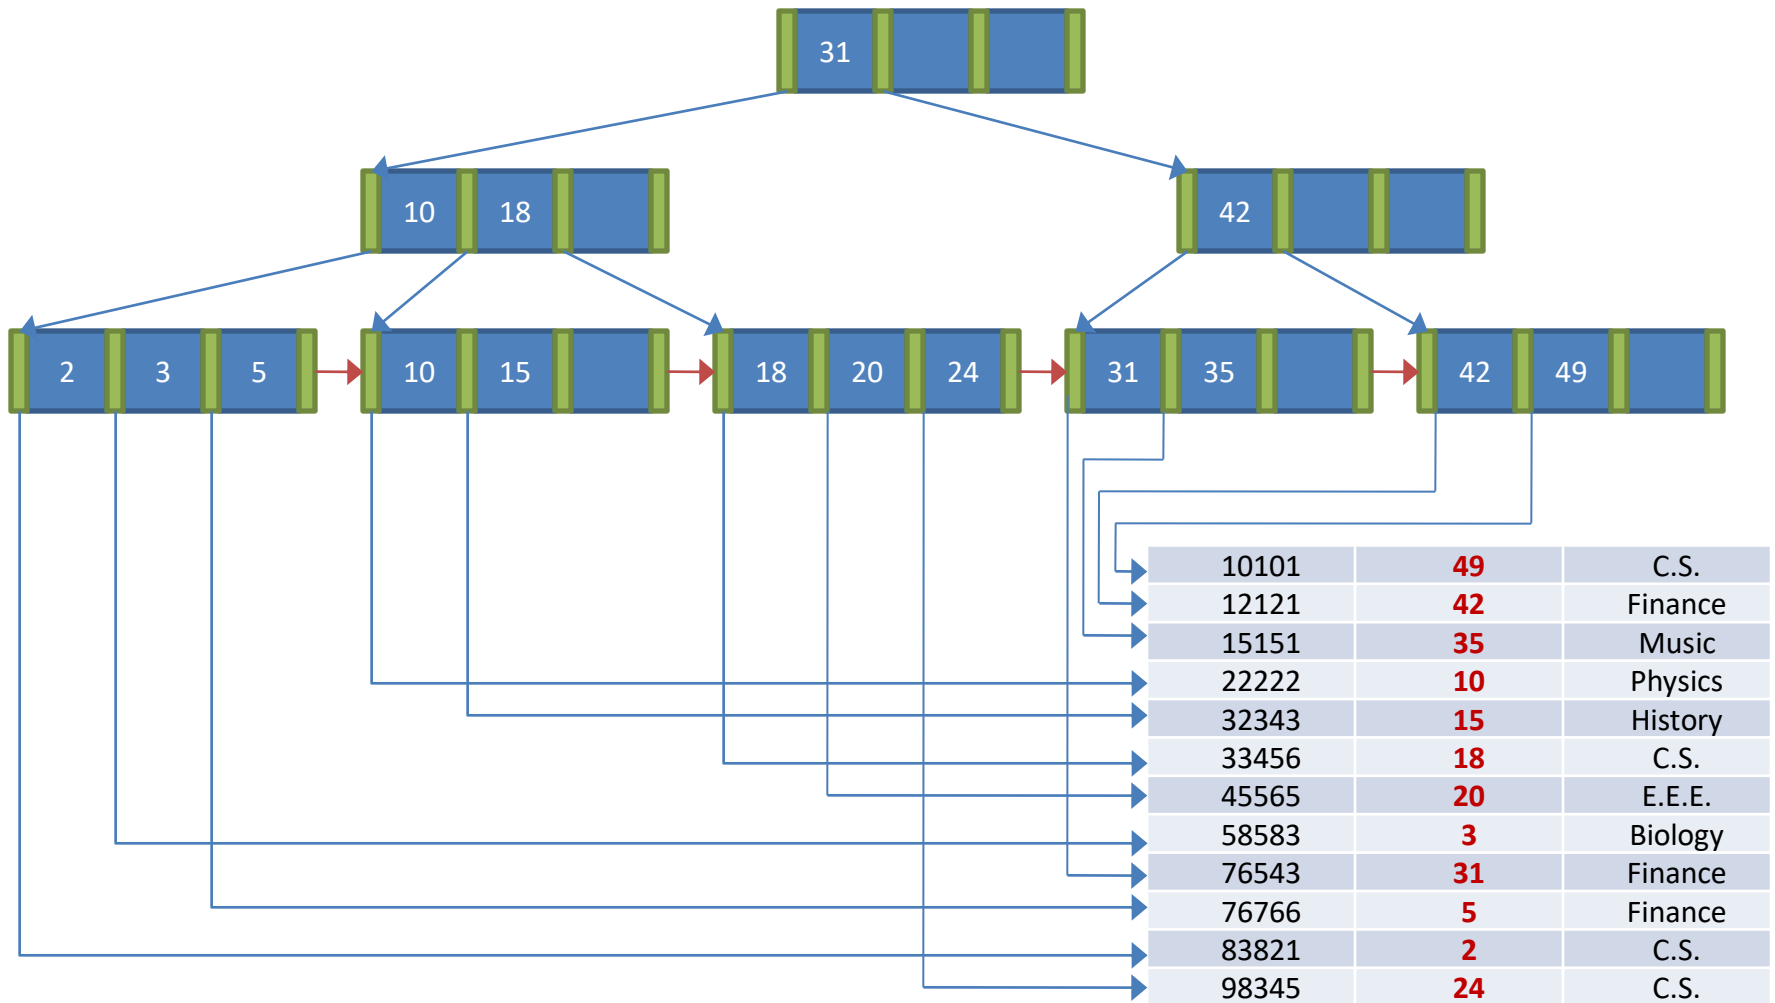 31
10 18
42
2 3 5
10 15
18 20 24
31 35
42 49
10101 49 C.S.
12121 42 Finance
15151 35 Music
22222 10 Physics
32343 15 History
33456 18 C.S.
45565 20 E.E.E.
58583 3 Biology
76543 31 Finance
76766 5 Finance
83821 2 C.S.
98345 24 C.S.